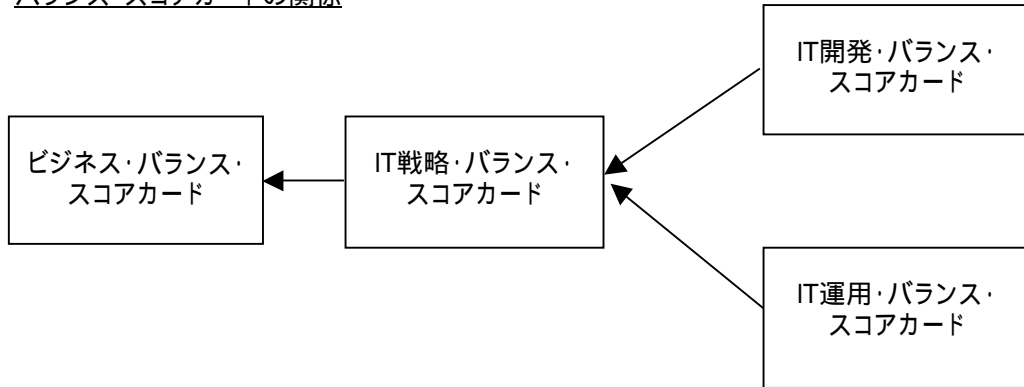 バランス・スコアカードの関係
IT開発・バランス・
スコアカード
ビジネス・バランス・
スコアカード
IT戦略・バランス・
スコアカード
IT運用・バランス・
スコアカード